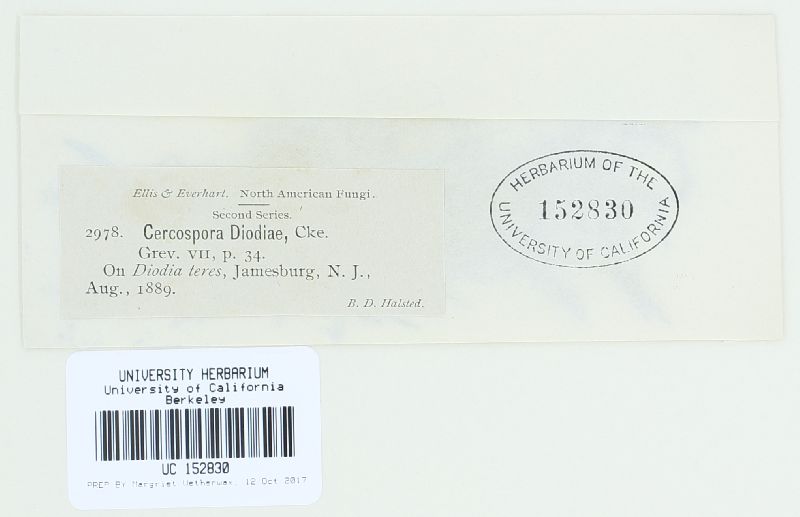 Ellis & Everhart. North American Fungi.
Second Series.
2978. Cercospora Diodiae, Cke.
Grev. VII, p. 34.
On Diodia teres, Jamesburg, N. J.,
Aug., 1889.
B. D. Halsted.
HERBARIUM OF THE
152830
UNIVERSITY OF CALIFORNIA
UNIVERSITY HERBARIUM
University of California
Berkeley
UC 152830
PREP BY Margriet Wetherwax, 12 Oct 2017